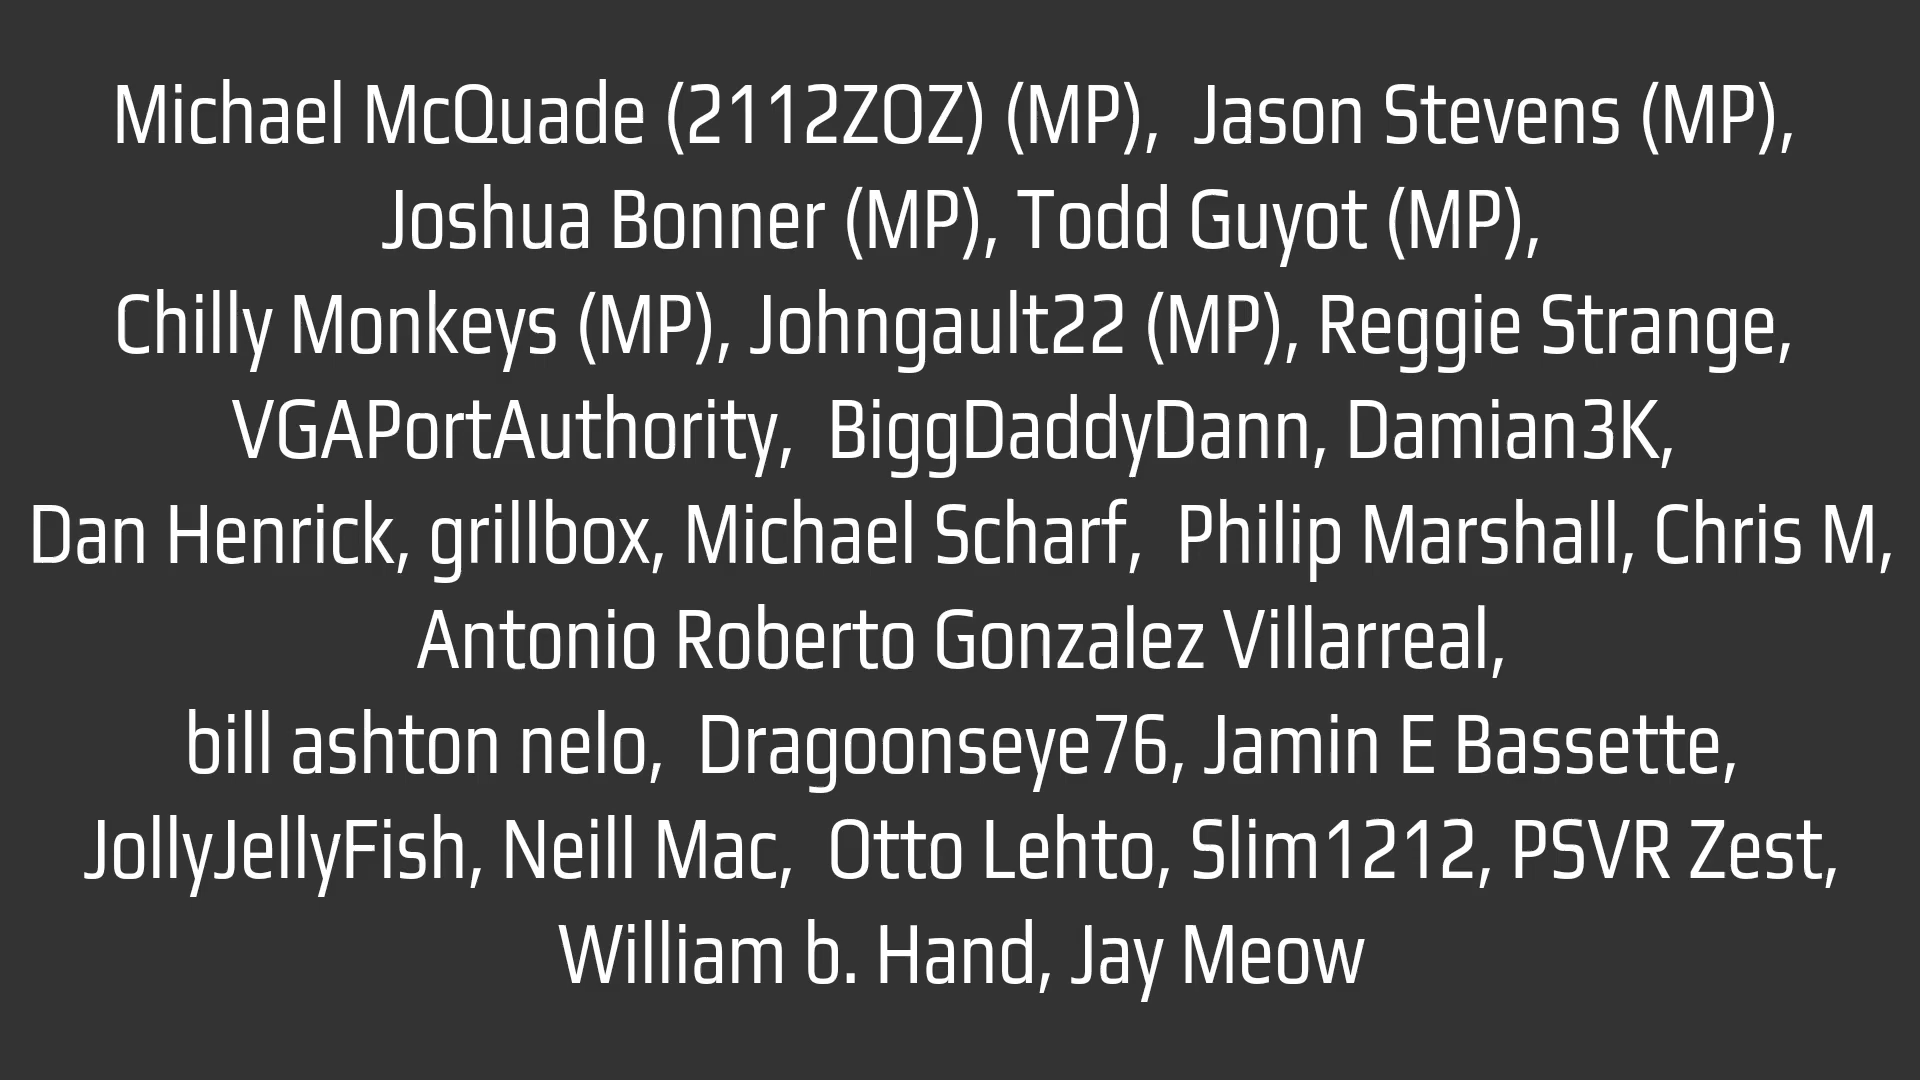 Michael McQuade (2112ZOZ) (MP),  Jason Stevens (MP),
Joshua Bonner (MP), Todd Guyot (MP),
Chilly Monkeys (MP), Johngault22 (MP), Reggie Strange,
VGAPortAuthority,  BiggDaddyDann, Damian3K,
Dan Henrick, grillbox, Michael Scharf,  Philip Marshall, Chris M,
Antonio Roberto Gonzalez Villarreal,
bill ashton nelo,  Dragoonseye76, Jamin E Bassette,
JollyJellyFish, Neill Mac,  Otto Lehto, Slim1212, PSVR Zest,
William b. Hand, Jay Meow